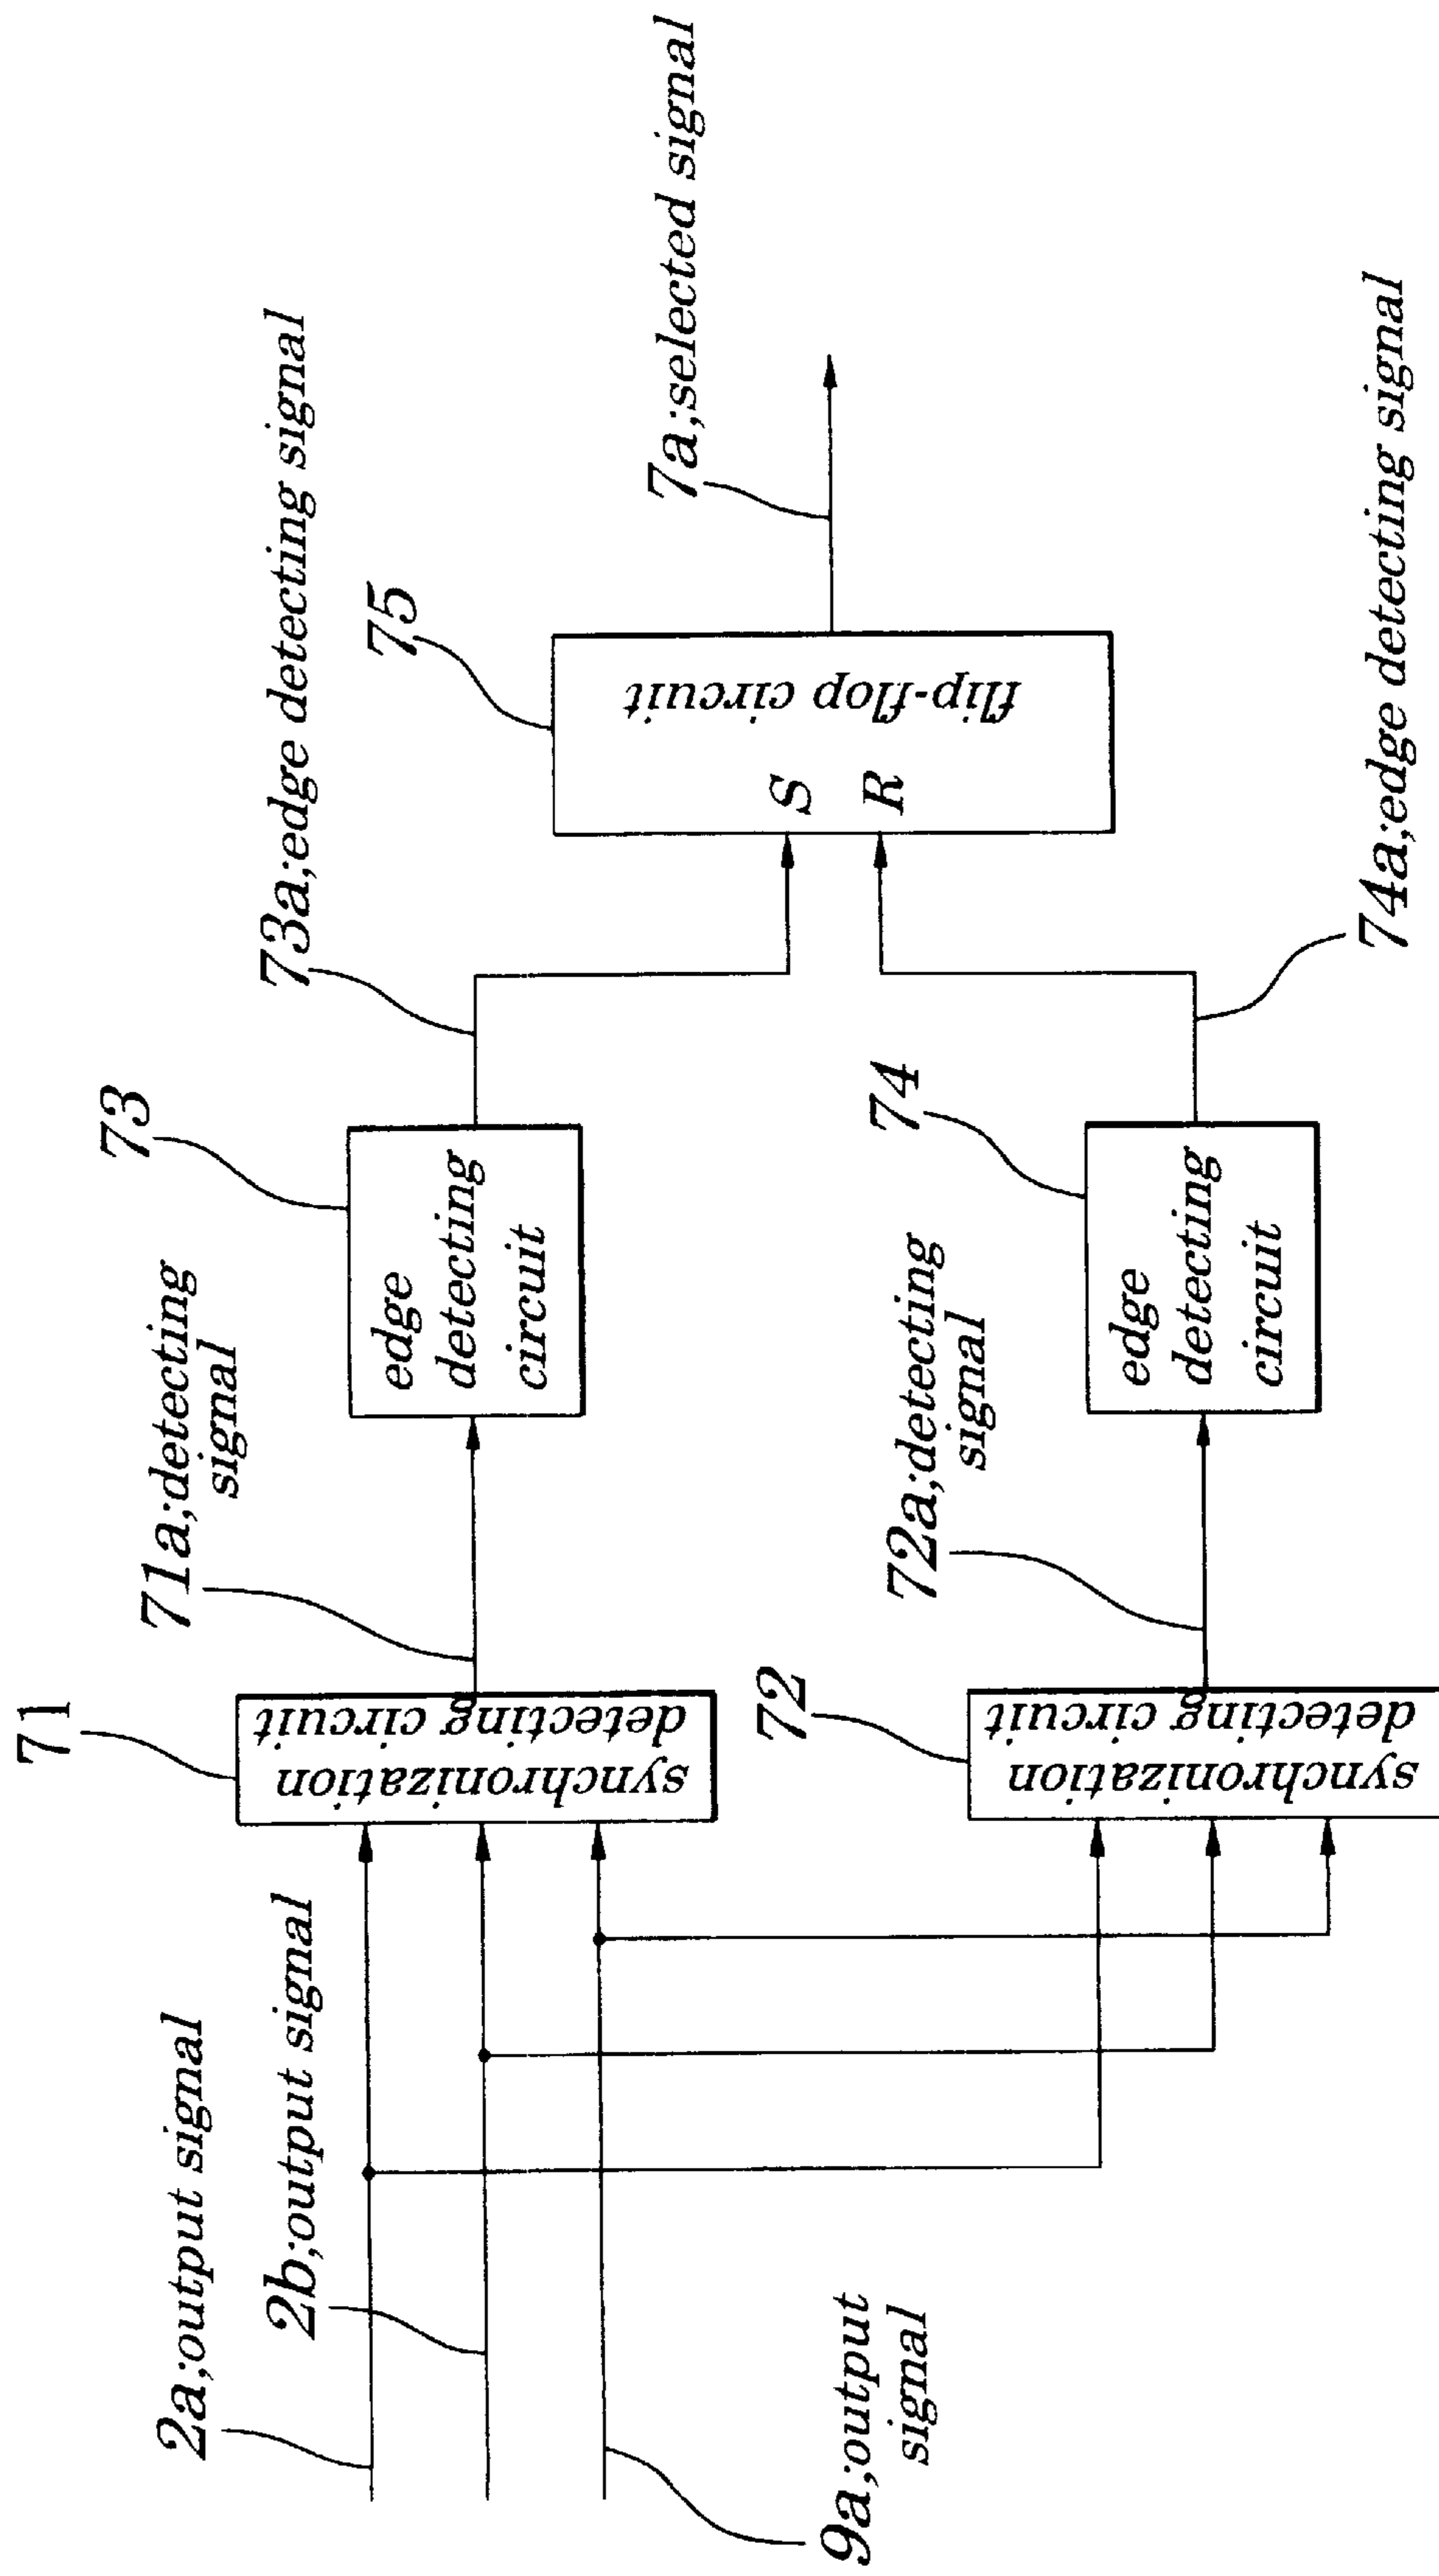 71
synchronization
detecting circuit
71a;detecting
signal
73
edge
detecting
circuit
73a;edge detecting signal
75
S
R
flip-flop circuit
7a;selected signal
2a;output signal
2b;output signal
9a;output
signal
72
synchronization
detecting circuit
72a;detecting
signal
74
edge
detecting
circuit
74a;edge detecting signal